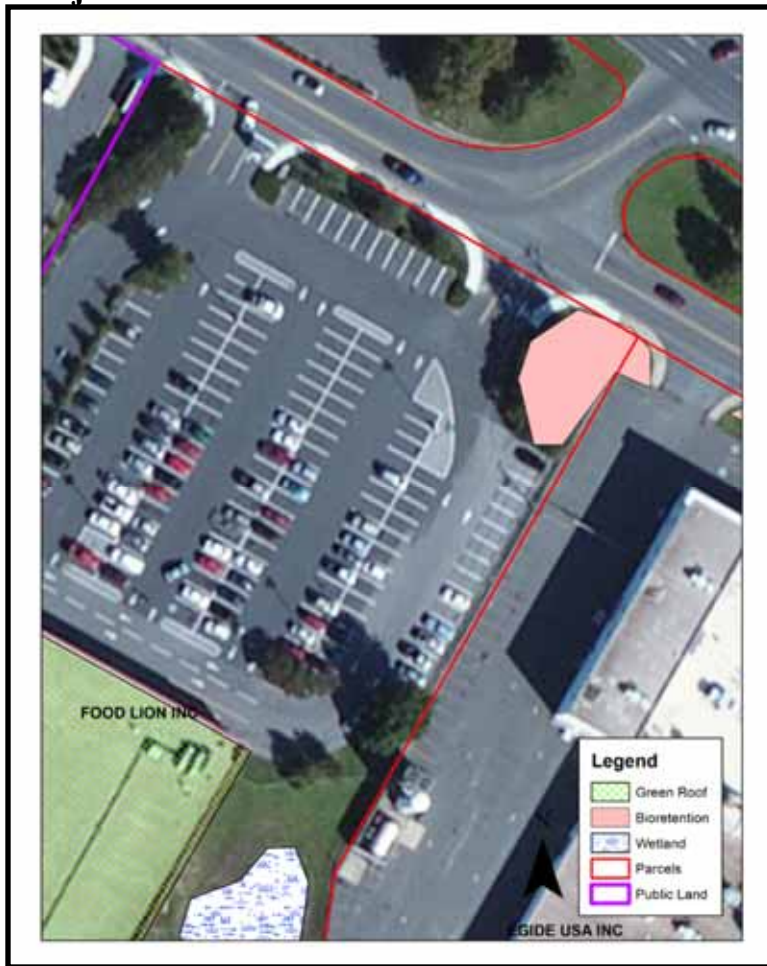 FOOD LION INC
Legend
Green Roof
Bioretention
Wetland
Parcels
Public Land
EGIDE USA INC